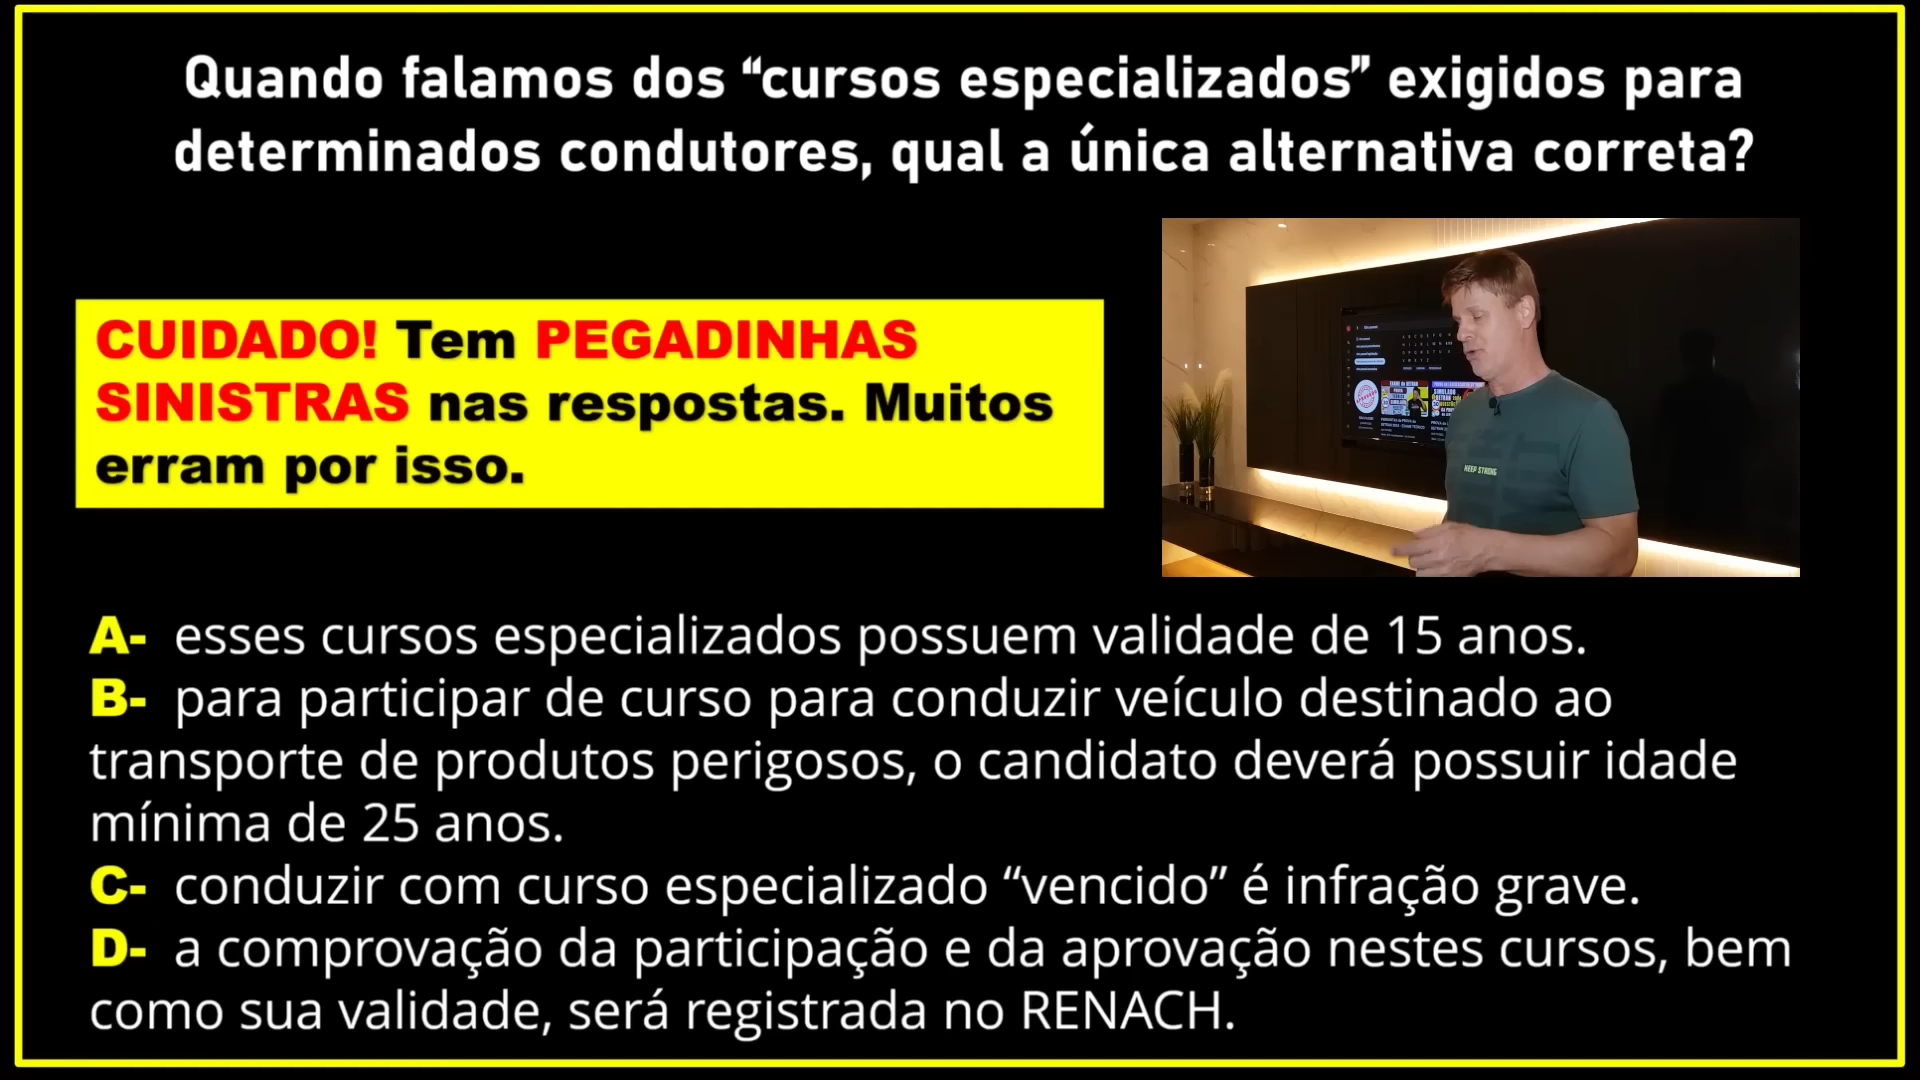 Quando falamos dos “cursos especializados” exigidos para
determinados condutores, qual a única alternativa correta?
CUIDADO! Tem PEGADINHAS
SINISTRAS nas respostas. Muitos
erram por isso.
KEEP STRONG
A- esses cursos especializados possuem validade de 15 anos.
B- para participar de curso para conduzir veículo destinado ao
transporte de produtos perigosos, o candidato deverá possuir idade
mínima de 25 anos.
C- conduzir com curso especializado “vencido” é infração grave.
D- a comprovação da participação e da aprovação nestes cursos, bem
como sua validade, será registrada no RENACH.